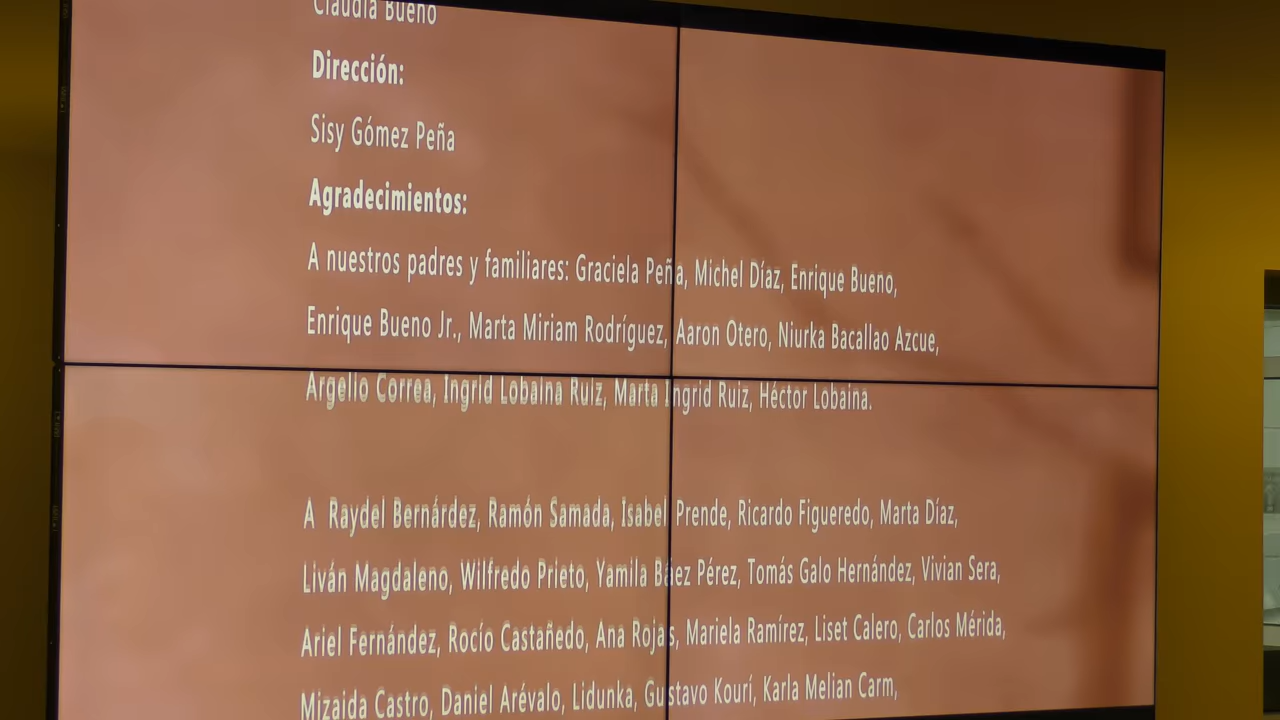 Claudia Bueno
Dirección:
Sisy Gómez Peña
Agradecimientos:
A nuestros padres y familiares: Graciela Peña, Michel Díaz, Enrique Bueno,
Enrique Bueno Jr., Marta Miriam Rodríguez, Aaron Otero, Niurka Bacallao Azcue,
Argelio Correa, Ingrid Lobaina Ruiz, Marta Ingrid Ruiz, Héctor Lobaina.
A Raydel Bernárdez, Ramón Samada, Isabel Prende, Ricardo Figueredo, Marta Díaz,
Liván Magdaleno, Wilfredo Prieto, Yamila Báez Pérez, Tomás Galo Hernández, Vivian Sera,
Ariel Fernández, Rocío Castañedo, Ana Rojas, Mariela Ramírez, Liset Calero, Carlos Mérida,
Mizaida Castro, Daniel Arévalo, Lidunka, Gustavo Kourí, Karla Melian Carm,